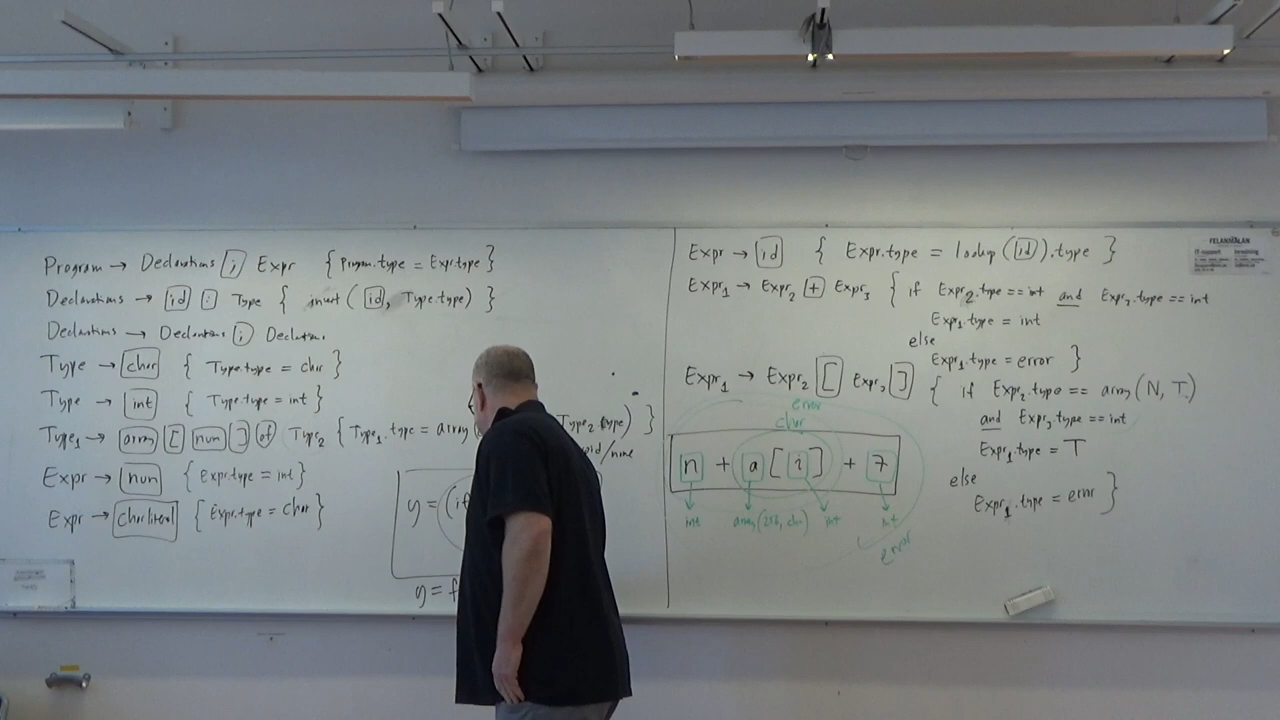 Program → Declarations ; Expr { Program.type = Expr.type }
Declarations → id : Type { insert ( id , Type.type) }
Declarations → Declarations ; Declarations
Type → char { Type.type = char }
Type → int { Type.type = int }
Type1 → array [ num ] of Type2 { Type1.type = array( Type2.type) }
/none
Expr → num { Expr.type = int }
Expr → charliteral { Expr.type = char }
y = (if
y = f
Expr → id { Expr.type = lookup ( id ).type }
Expr1 → Expr2 + Expr3 { if Expr2.type == int and Expr3.type == int
Expr1.type = int
else
Expr1.type = error }
Expr1 → Expr2 [ Expr3 ] { if Expr2.type == array(N, T)
and Expr3.type == int
Expr1.type = T
else
Expr1.type = error }
error
char
n + a [ i ] + 7
int array( , char) int int
error
FELANMÄLAN